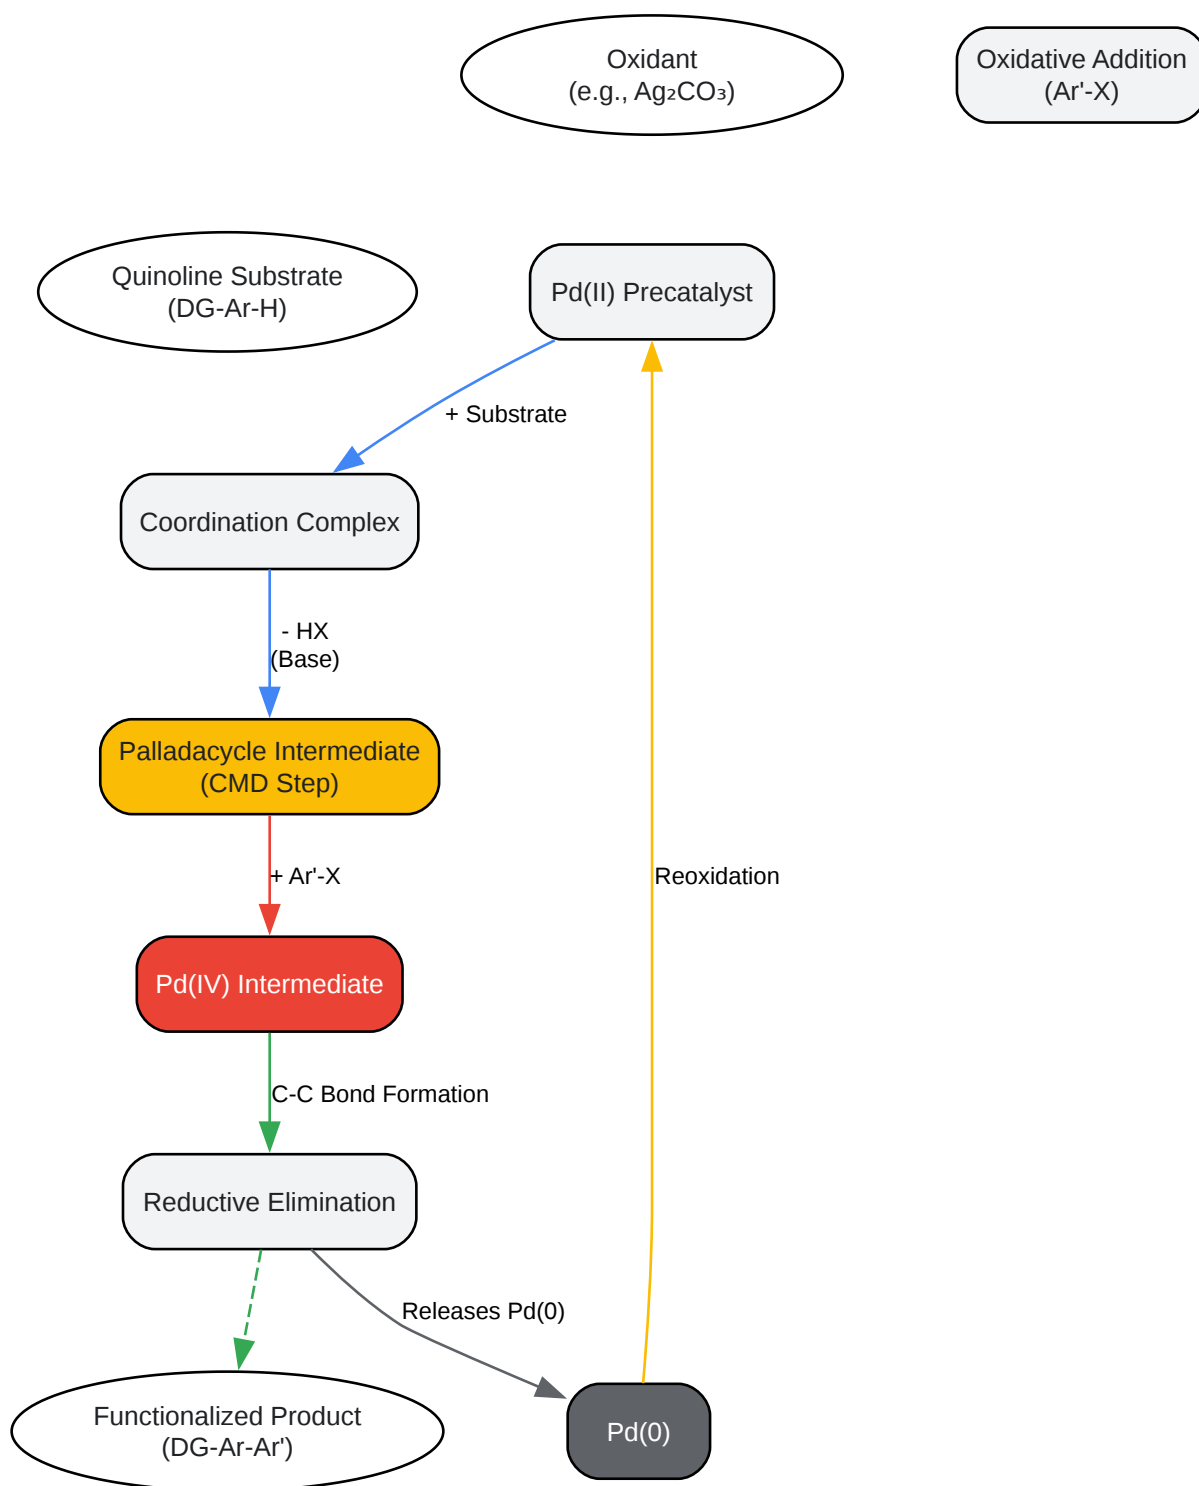 Oxidant
(e.g., Ag₂CO₃)
Oxidative Addition
(Ar'-X)
Quinoline Substrate
(DG-Ar-H)
Pd(II) Precatalyst
+ Substrate
Coordination Complex
- HX
(Base)
Palladacycle Intermediate
(CMD Step)
+ Ar'-X
Reoxidation
Pd(IV) Intermediate
C-C Bond Formation
Reductive Elimination
Releases Pd(0)
Functionalized Product
(DG-Ar-Ar')
Pd(0)